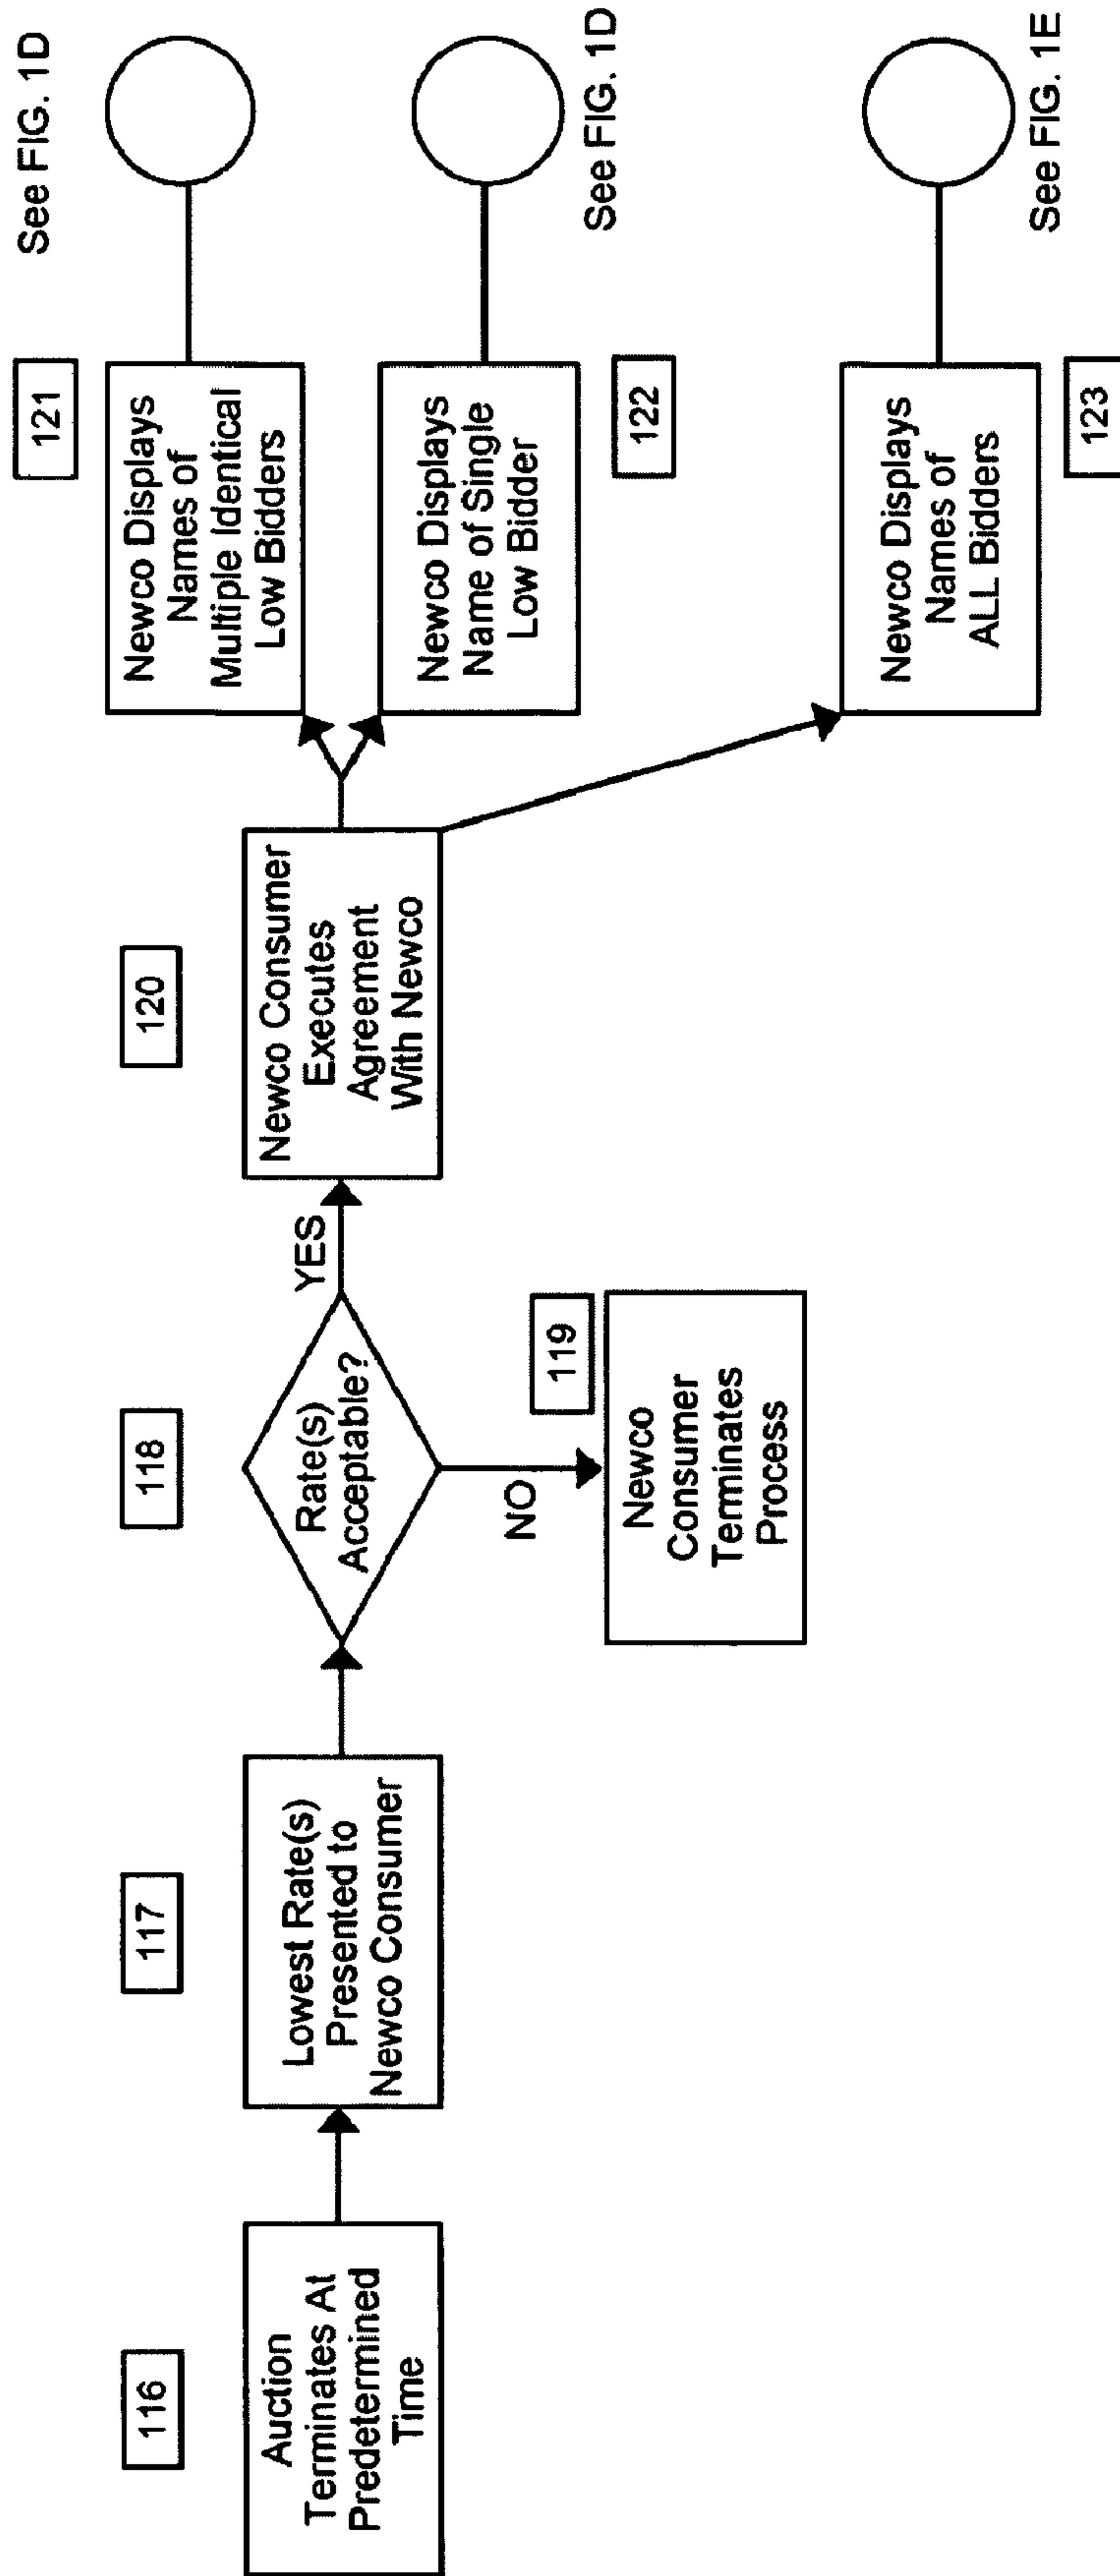 116
Auction
Terminates At
Predetermined
Time
117
Lowest Rate(s)
Presented to
Newco Consumer
118
Rate(s)
Acceptable?
YES
NO
119
Newco
Consumer
Terminates
Process
120
Newco Consumer
Executes
Agreement
With Newco
121
Newco Displays
Names of
Multiple Identical
Low Bidders
See FIG. 1D
Newco Displays
Name of Single
Low Bidder
122
See FIG. 1D
Newco Displays
Names of
ALL Bidders
123
See FIG. 1E